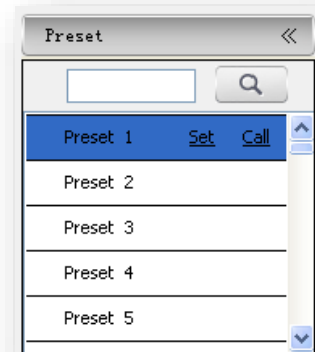 Preset «
Preset 1 Set Call
Preset 2
Preset 3
Preset 4
Preset 5